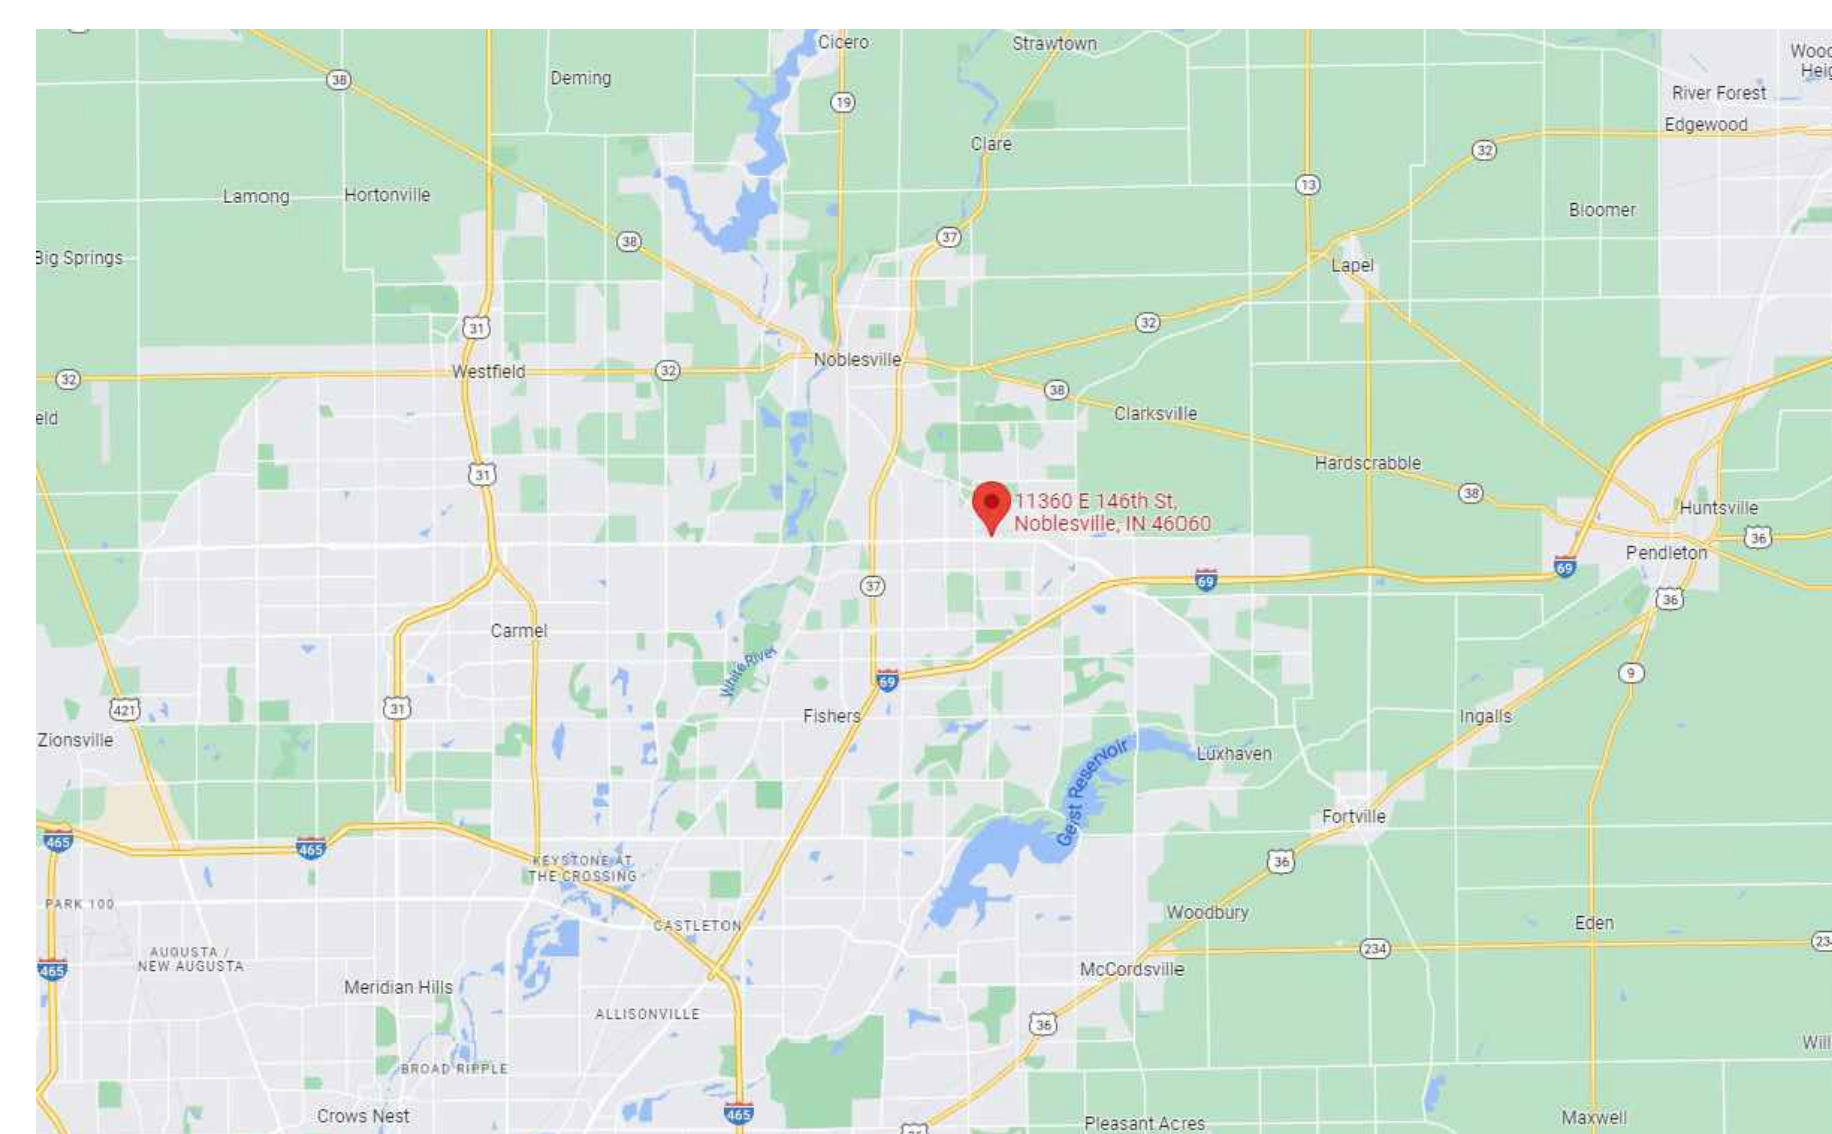 Cicero
Strawtown
Wood
Heig
38
Deming
19
River Forest
Edgewood
Clare
32
13
Lamong
Hortonville
Bloomer
38
37
Big Springs
Lapel
31
32
Noblesville
32
Westfield
32
38
Clarksville
eld
Hardscrabble
31
38
11360 E 146th St,
Noblesville, IN 46060
Huntsville
36
Pendleton
69
69
37
36
Carmel
White River
9
69
421
31
Fishers
Ingalls
Zionsville
Luxhaven
Geist Reservoir
Fortville
465
465
KEYSTONE AT
THE CROSSING
36
PARK 100
Woodbury
CASTLETON
Eden
234
23
AUGUSTA /
NEW AUGUSTA
465
McCordsville
Meridian Hills
ALLISONVILLE
36
Will
BROAD RIPPLE
Crows Nest
465
Pleasant Acres
Maxwell